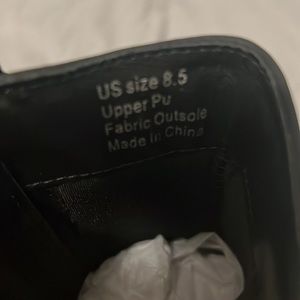 US size 8.5
Upper Pu
Fabric Outsole
Made In China